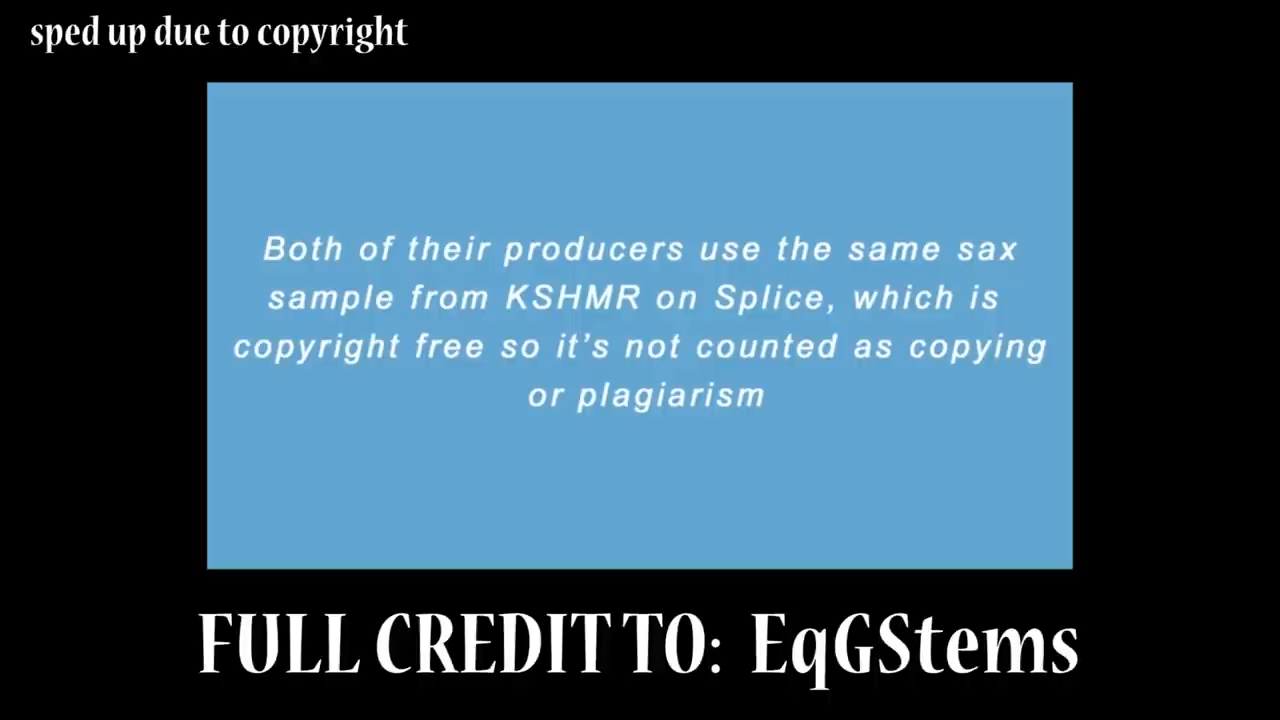 sped up due to copyright
Both of their producers use the same sax
sample from KSHMR on Splice, which is
copyright free so it’s not counted as copying
or plagiarism
FULL CREDIT TO: EqGStems